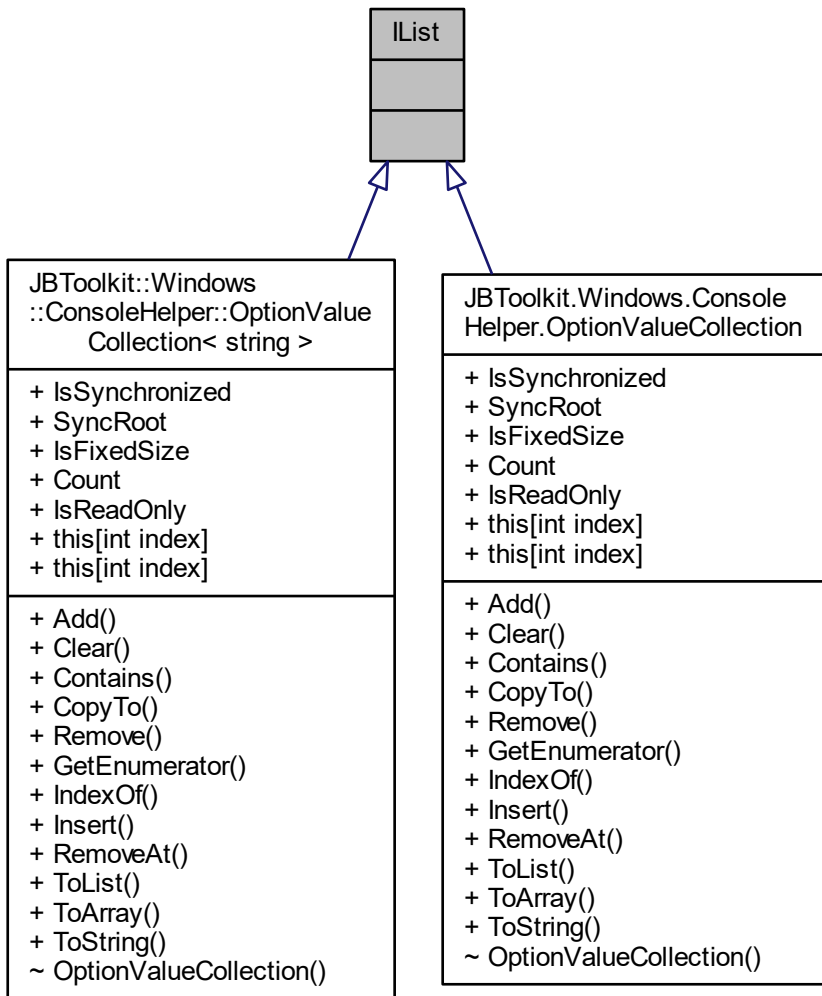 IList
JBToolkit::Windows
::ConsoleHelper::OptionValue
Collection< string >
+ IsSynchronized
+ SyncRoot
+ IsFixedSize
+ Count
+ IsReadOnly
+ this[int index]
+ this[int index]
+ Add()
+ Clear()
+ Contains()
+ CopyTo()
+ Remove()
+ GetEnumerator()
+ IndexOf()
+ Insert()
+ RemoveAt()
+ ToList()
+ ToArray()
+ ToString()
~ OptionValueCollection()
JBToolkit.Windows.Console
Helper.OptionValueCollection
+ IsSynchronized
+ SyncRoot
+ IsFixedSize
+ Count
+ IsReadOnly
+ this[int index]
+ this[int index]
+ Add()
+ Clear()
+ Contains()
+ CopyTo()
+ Remove()
+ GetEnumerator()
+ IndexOf()
+ Insert()
+ RemoveAt()
+ ToList()
+ ToArray()
+ ToString()
~ OptionValueCollection()